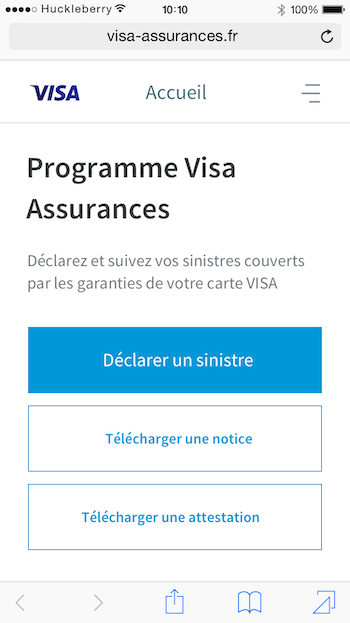 Huckleberry 10:10 100%
visa-assurances.fr
VISA Accueil
Programme Visa
Assurances
Déclarez et suivez vos sinistres couverts
par les garanties de votre carte VISA
Déclarer un sinistre
Télécharger une notice
Télécharger une attestation